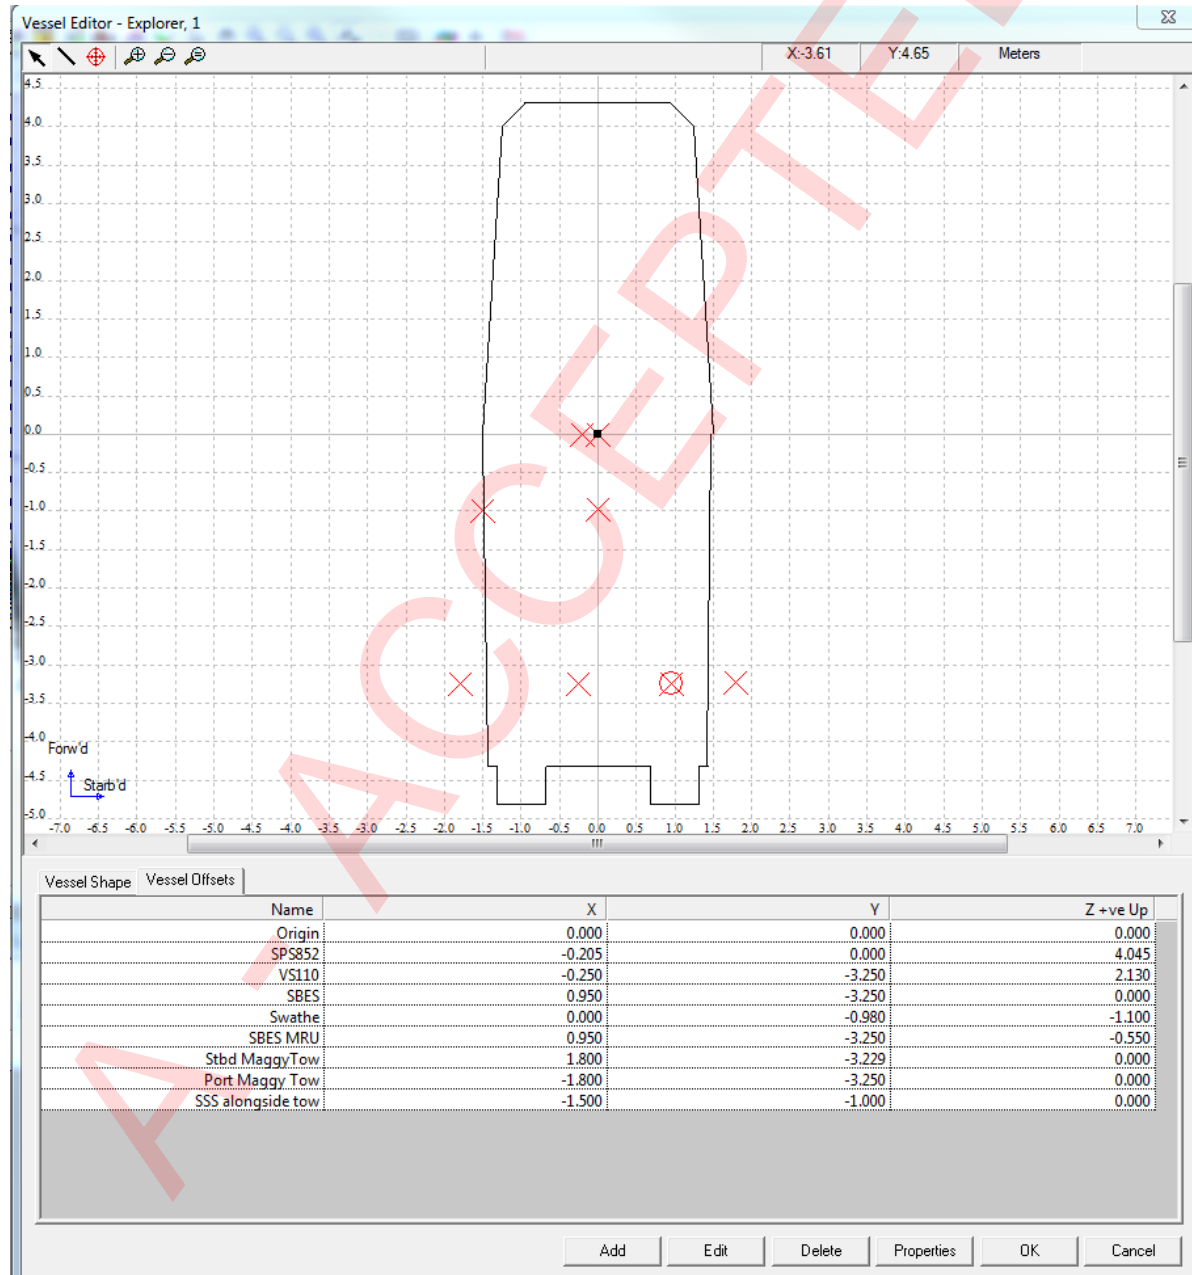 Vessel Editor - Explorer, 1
X:-3.61 Y:4.65 Meters
4.5
4.0
3.5
3.0
2.5
2.0
1.5
1.0
0.5
0.0
-0.5
-1.0
-1.5
-2.0
-2.5
-3.0
-3.5
-4.0
Forw'd
-4.5
Starb'd
-5.0
-7.0 -6.5 -6.0 -5.5 -5.0 -4.5 -4.0 -3.5 -3.0 -2.5 -2.0 -1.5 -1.0 -0.5 0.0 0.5 1.0 1.5 2.0 2.5 3.0 3.5 4.0 4.5 5.0 5.5 6.0 6.5 7.0
Vessel Shape Vessel Offsets
Name X Y Z +ve Up
Origin 0.000 0.000 0.000
SPS852 -0.205 0.000 4.045
VS110 -0.250 -3.250 2.130
SBES 0.950 -3.250 0.000
Swathe 0.000 -0.980 -1.100
SBES MRU 0.950 -3.250 -0.550
Stbd MaggyTow 1.800 -3.229 0.000
Port Maggy Tow -1.800 -3.250 0.000
SSS alongside tow -1.500 -1.000 0.000
Add Edit Delete Properties OK Cancel
A - ACCEPTE